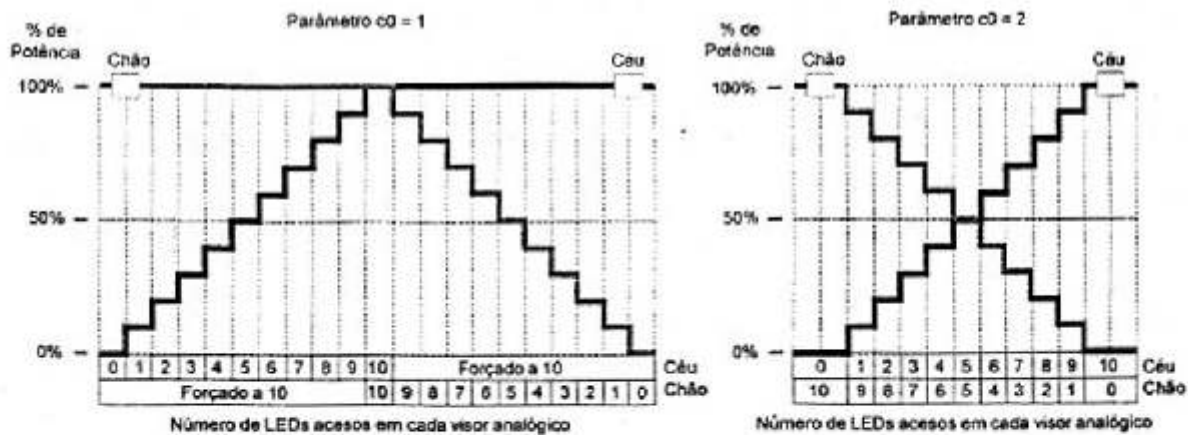 Parâmetro c0 = 1
% de
Potência
Chão
Céu
100%
50%
0%
0 1 2 3 4 5 6 7 8 9 10 Forçado a 10 Céu
Forçado a 10 10 9 8 7 6 5 4 3 2 1 0 Chão
Número de LEDs acesos em cada visor analógico
Parâmetro c0 = 2
% de
Potência
Chão
Céu
100%
50%
0%
0 1 2 3 4 5 6 7 8 9 10 Céu
10 9 8 7 6 5 4 3 2 1 0 Chão
Número de LEDs acesos em cada visor analógico